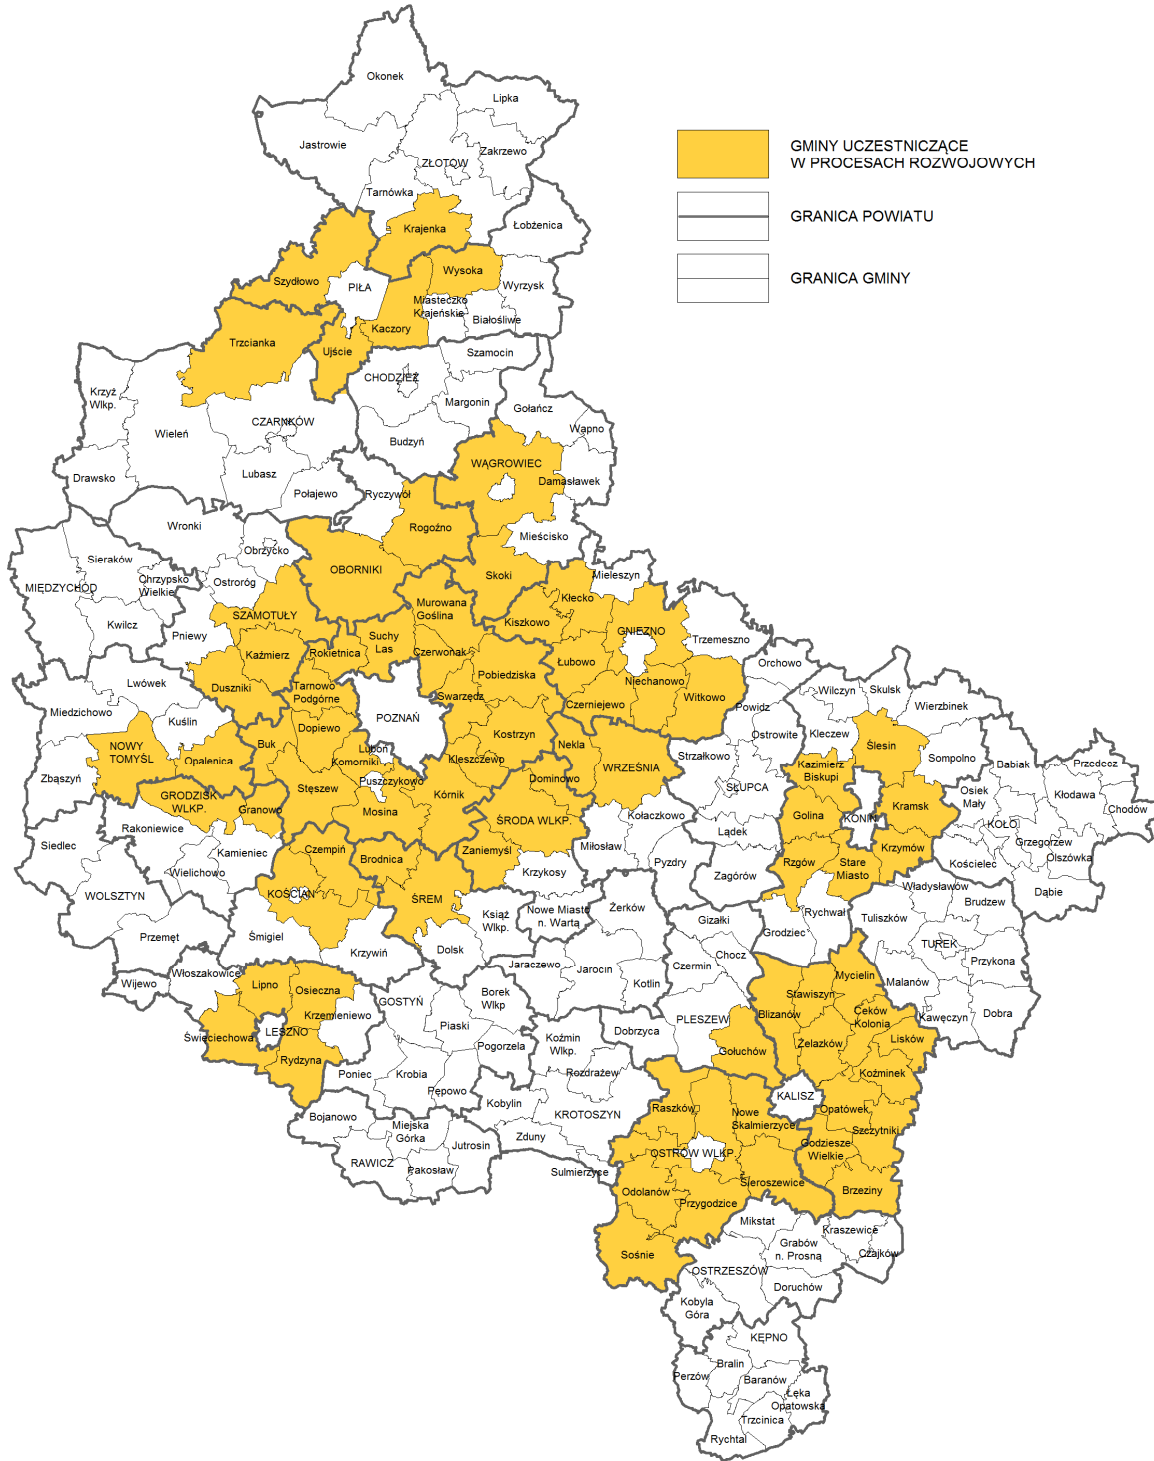 Okonek
Lipka
Jastrowie
Zakrzewo
ZŁOTÓW
Tarnówka
GMINY UCZESTNICZĄCE
W PROCESACH ROZWOJOWYCH
GRANICA POWIATU
GRANICA GMINY
Krajenka
Łobżenica
Wysoka
Szydłowo
PIŁA
Wyrzysk
Miasteczko
Krajeńskie
Białośliwe
Kaczory
Trzcianka
Ujście
Szamocin
CHODZIEŻ
Krzyż
Wlkp.
Margonin
Gołańcz
Wapno
CZARNKÓW
Wieleń
Budzyń
WĄGROWIEC
Drawsko
Lubasz
Damasławek
Połajewo
Ryczywół
Wronki
Rogoźno
Mieścisko
Obrzycko
Sieraków
OBORNIKI
Skoki
Mieleszyn
MIĘDZYCHÓD
Chrzypsko
Wielkie
Ostroróg
Kłecko
Murowana
Goślina
SZAMOTUŁY
Kwilcz
Pniewy
Kiszkowo
GNIEZNO
Trzemeszno
Suchy
Las
Kaźmierz
Rokietnica
Czerwonak
Łubowo
Orchowo
Pobiedziska
Lwówek
Duszniki
Tarnowo
Podgórne
Swarzędz
Niechanowo
Witkowo
Wilczyn
Skulsk
Miedzichowo
Kuślin
POZNAŃ
Czerniejewo
Powidz
Wierzbinek
Dopiewo
Kostrzyn
Ostrowite
Kleczew
Ślesin
NOWY
TOMYŚL
Opalenica
Buk
Luboń
Komorniki
Kleszczewo
Nekla
WRZEŚNIA
Strzałkowo
Kazimierz
Biskupi
Sompolno
Babiak
Przedecz
Zbąszyń
Puszczykowo
Dominowo
SŁUPCA
Stęszew
Kórnik
Osiek
Mały
Kłodawa
GRODZISK
WLKP.
Granowo
Mosina
ŚRODA WLKP.
Kołaczkowo
Golina
Kramsk
Chodów
Rakoniewice
KONIN
KOŁO
Lądek
Grzegorzew
Siedlec
Kamieniec
Czempiń
Brodnica
Zaniemyśl
Miłosław
Pyzdry
Krzymów
Olszówka
Wielichowo
Krzykosy
Zagórów
Rzgów
Stare
Miasto
Kościelec
WOLSZTYN
KOŚCIAN
ŚREM
Władysławów
Dąbie
Brudzew
Nowe Miasto
n. Wartą
Żerków
Rychwał
Tuliszków
Książ
Wlkp.
Gizałki
Przemęt
Śmigiel
Grodziec
TUREK
Krzywiń
Dolsk
Chocz
Przykona
Włoszakowice
Jaraczewo
Jarocin
Czermin
Mycielin
Malanów
Wijewo
Lipno
Osieczna
Kotlin
Stawiszyn
Borek
Wlkp
GOSTYŃ
Krzemieniewo
Blizanów
Ceków
Kolonia
Kawęczyn
Dobra
PLESZEW
Piaski
Święciechowa
LESZNO
Koźmin
Wlkp.
Dobrzyca
Żelazków
Lisków
Gołuchów
Pogorzela
Rydzyna
Poniec
Krobia
Rozdrażew
Koźminek
Pępowo
KALISZ
Kobylin
Raszków
Nowe
Skalmierzyce
Opatówek
Bojanowo
KROTOSZYN
Miejska
Górka
Zduny
Szczytniki
Godziesze
Wielkie
Jutrosin
OSTRÓW WLKP.
RAWICZ
Pakosław
Sulmierzyce
Sieroszewice
Brzeziny
Odolanów
Przygodzice
Mikstat
Kraszewice
Sośnie
Grabów
n. Prosną
Czajków
OSTRZESZÓW
Doruchów
Kobyla
Góra
KĘPNO
Bralin
Perzów
Baranów
Łęka
Opatowska
Trzcinica
Rychtal